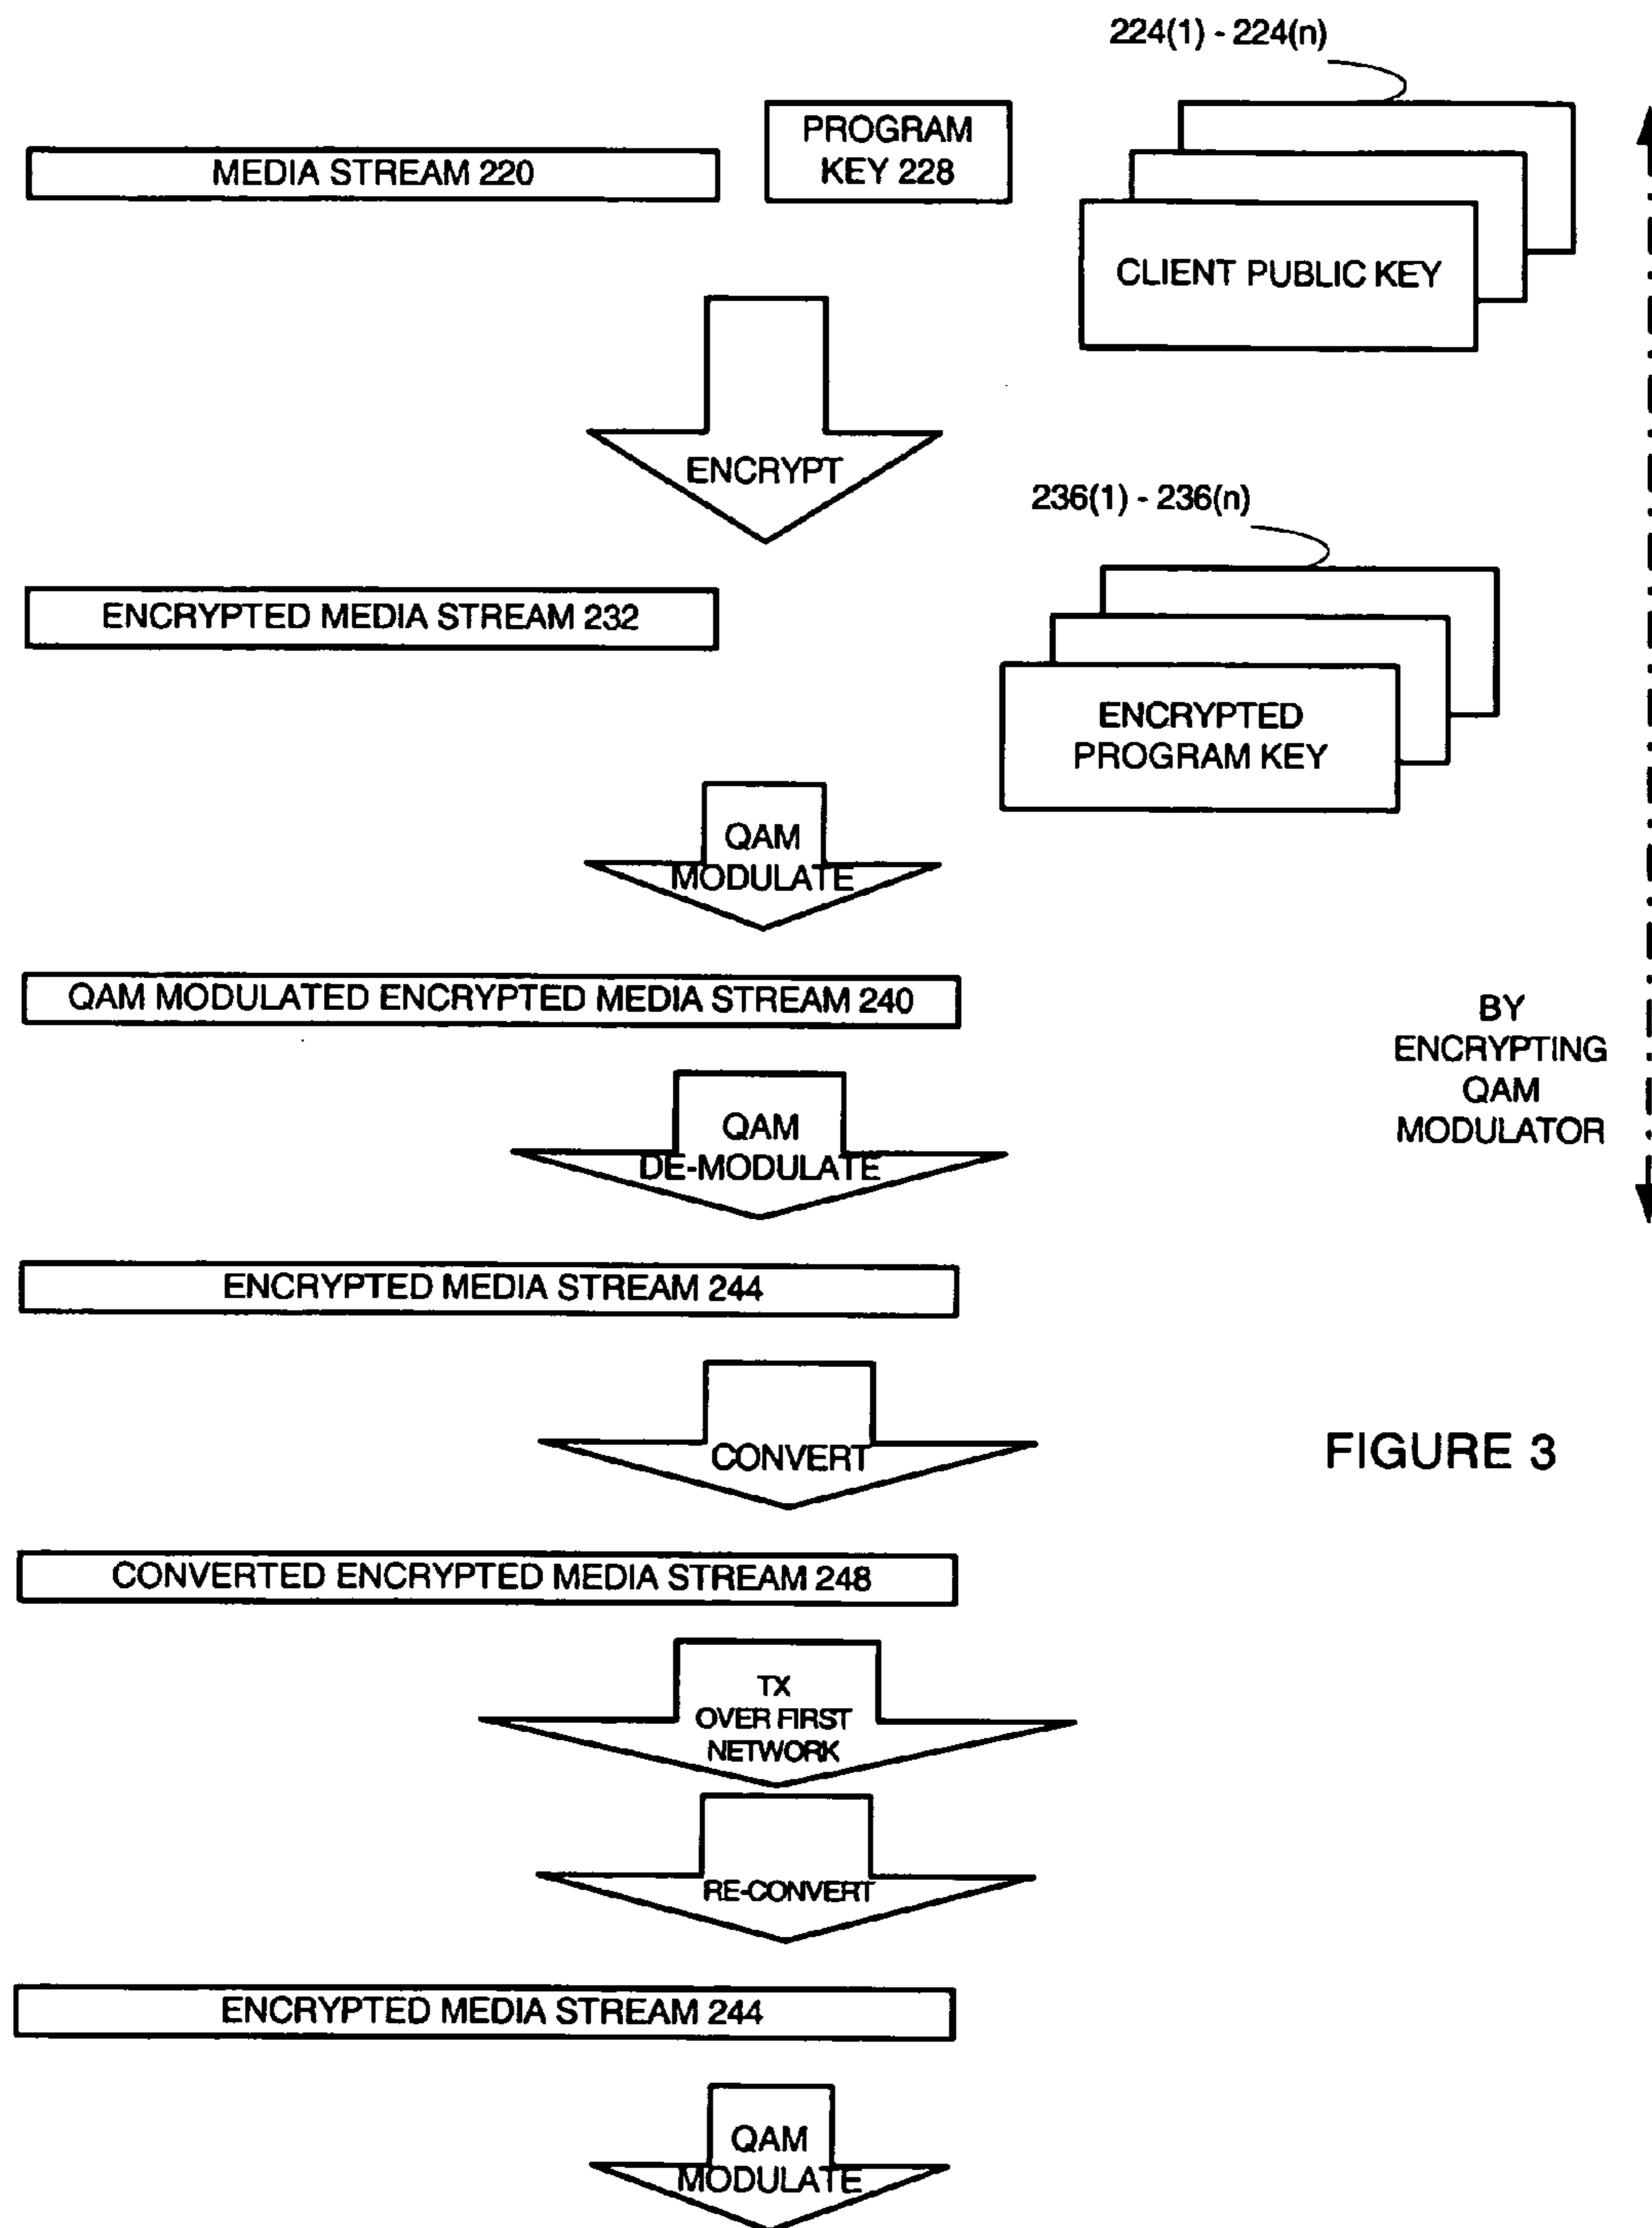 224(1) - 224(n)
PROGRAM
KEY 228
MEDIA STREAM 220
CLIENT PUBLIC KEY
ENCRYPT
236(1) - 236(n)
ENCRYPTED MEDIA STREAM 232
ENCRYPTED
PROGRAM KEY
QAM
MODULATE
QAM MODULATED ENCRYPTED MEDIA STREAM 240
BY
ENCRYPTING
QAM
MODULATOR
QAM
DE-MODULATE
ENCRYPTED MEDIA STREAM 244
CONVERT
FIGURE 3
CONVERTED ENCRYPTED MEDIA STREAM 248
TX
OVER FIRST
NETWORK
RE-CONVERT
ENCRYPTED MEDIA STREAM 244
QAM
MODULATE